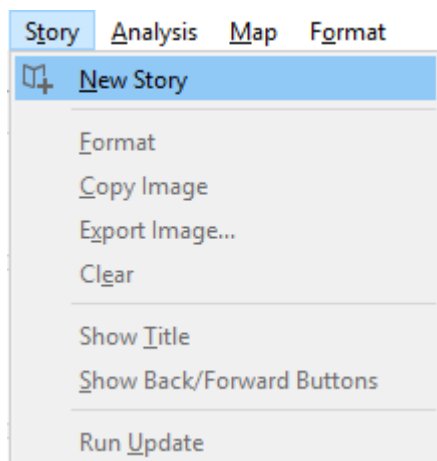 Story Analysis Map Format
New Story
Format
Copy Image
Export Image...
Clear
Show Title
Show Back/Forward Buttons
Run Update